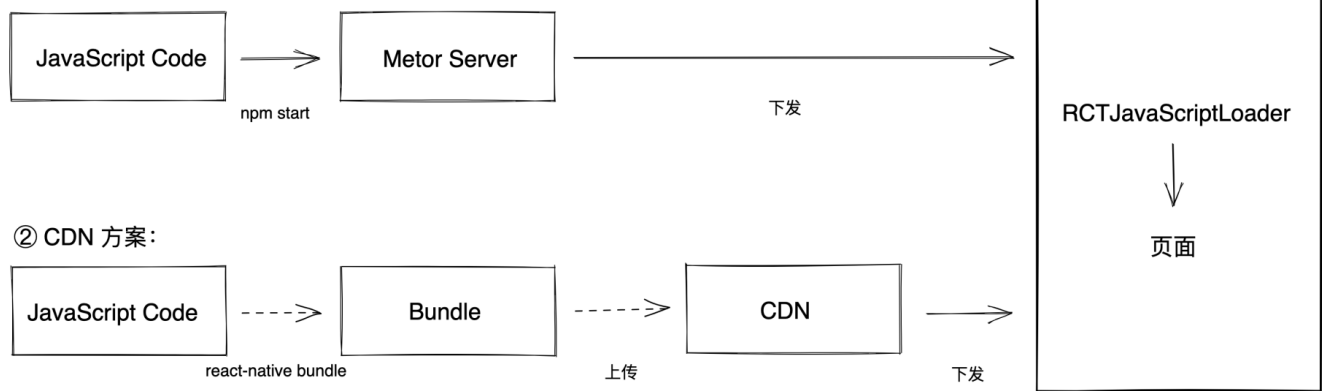 JavaScript Code
Metor Server
npm start
下发
RCTJavaScriptLoader
页面
② CDN 方案：
JavaScript Code
Bundle
CDN
react-native bundle
上传
下发